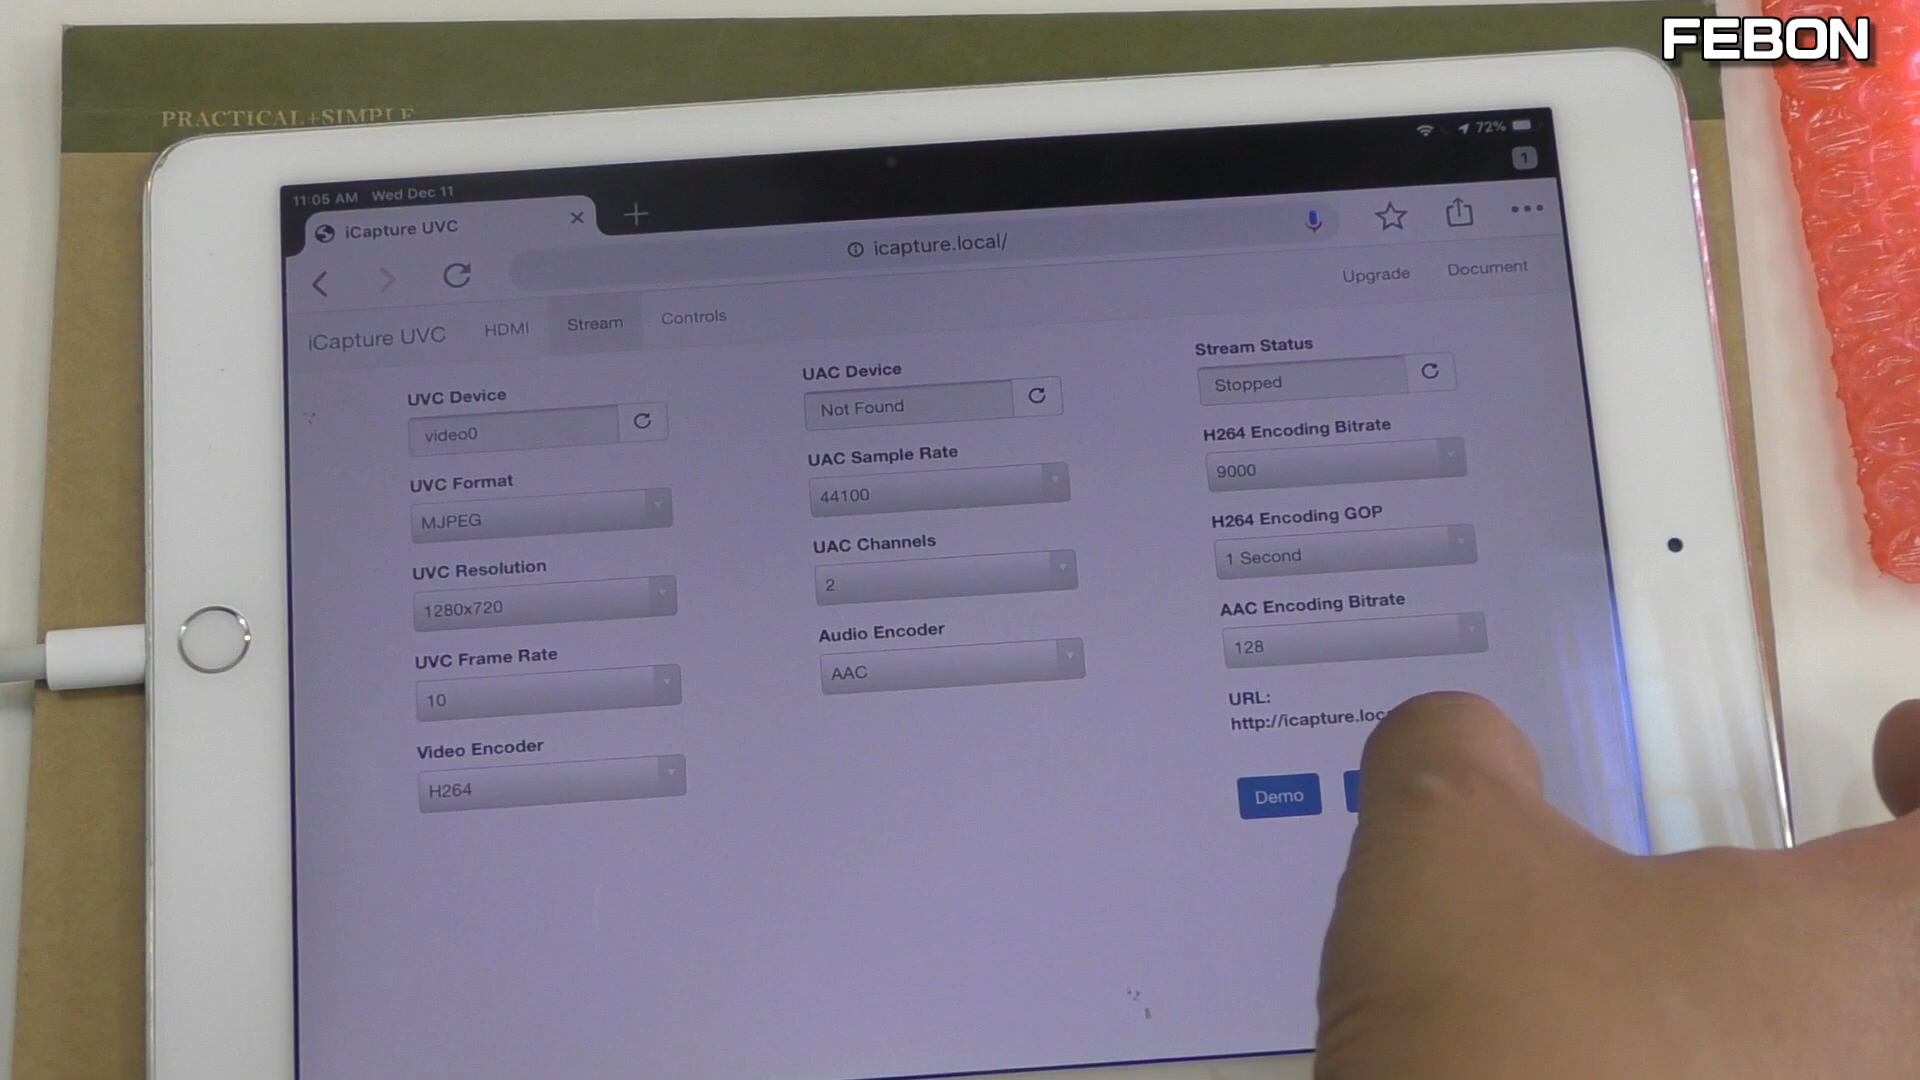 FEBON
PRACTICAL+SIMPLE
11:05 AM Wed Dec 11
72%
1
iCapture UVC
icapture.local/
iCapture UVC
HDMI
Stream
Controls
Upgrade
Document
UVC Device
video0
UVC Format
MJPEG
UVC Resolution
1280x720
UVC Frame Rate
10
Video Encoder
H264
UAC Device
Not Found
UAC Sample Rate
44100
UAC Channels
2
Audio Encoder
AAC
Stream Status
Stopped
H264 Encoding Bitrate
9000
H264 Encoding GOP
1 Second
AAC Encoding Bitrate
128
URL:
http://icapture.loc
Demo